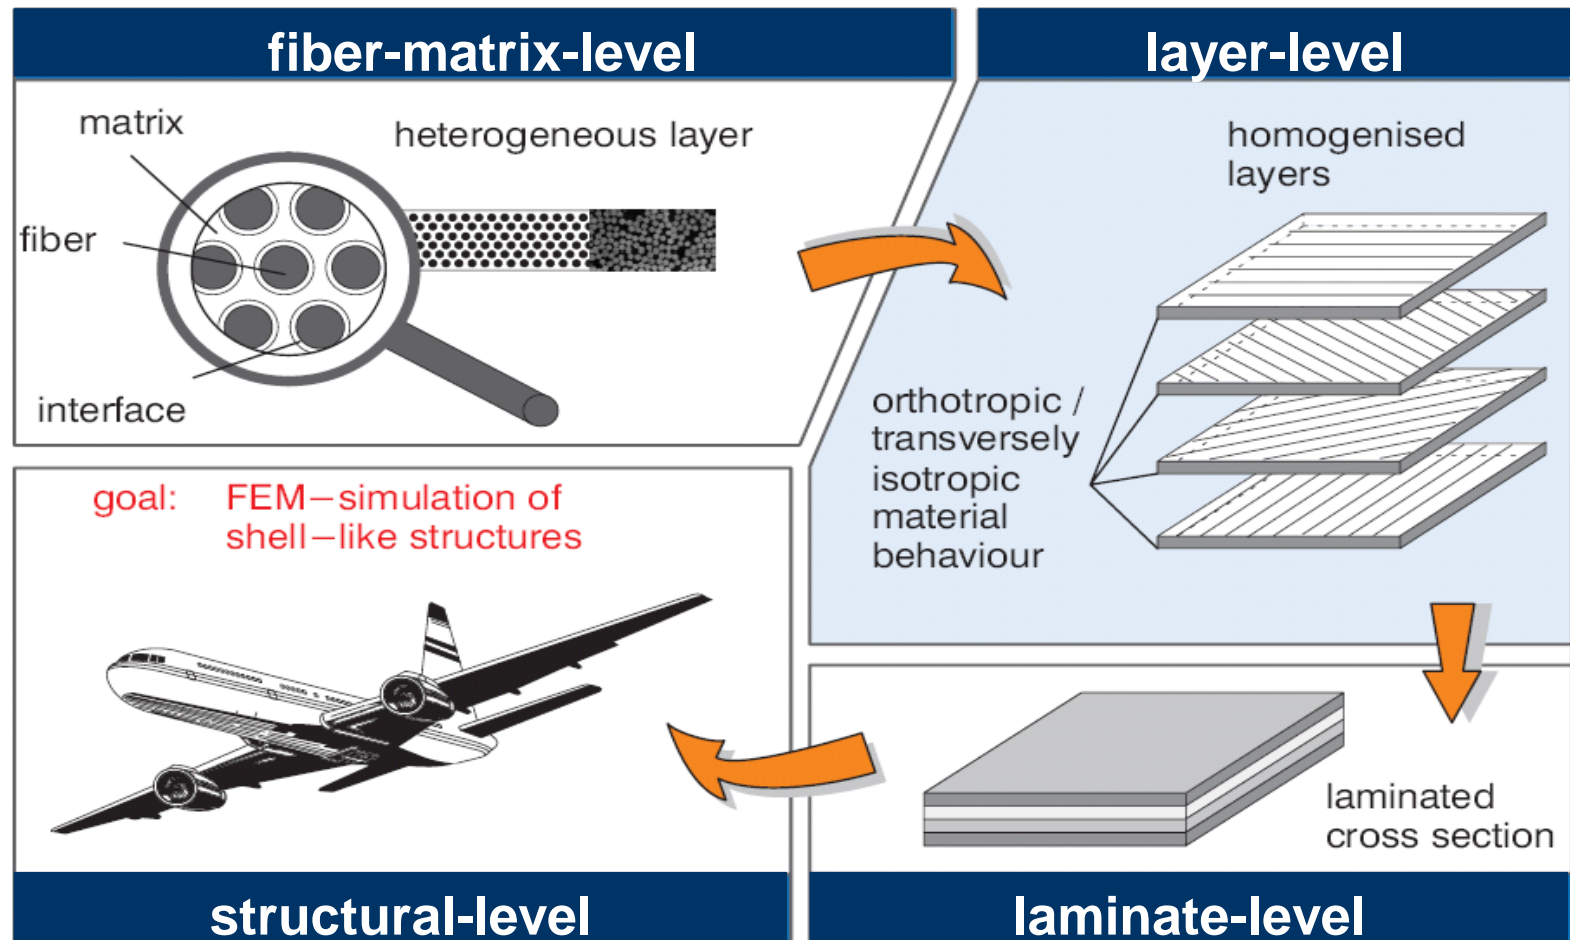 fiber-matrix-level
matrix
heterogeneous layer
fiber
interface
layer-level
homogenised
layers
orthotropic /
transversely
isotropic
material
behaviour
goal: FEM−simulation of
shell−like structures
structural-level
laminated
cross section
laminate-level